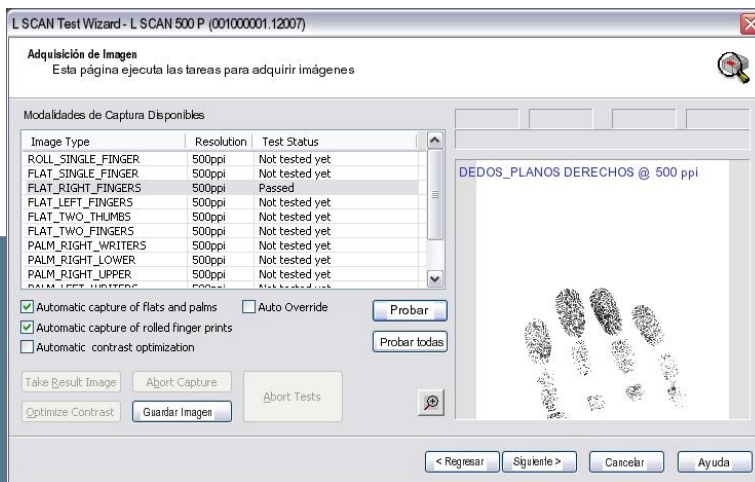 L SCAN Test Wizard - L SCAN 500 P (001000001.12007)
Adquisición de Imagen
Esta página ejecuta las tareas para adquirir imágenes
Modalidades de Captura Disponibles
Image Type Resolution Test Status
ROLL_SINGLE_FINGER 500ppi Not tested yet
FLAT_SINGLE_FINGER 500ppi Not tested yet
FLAT_RIGHT_FINGERS 500ppi Passed
FLAT_LEFT_FINGERS 500ppi Not tested yet
FLAT_TWO_THUMBS 500ppi Not tested yet
FLAT_TWO_FINGERS 500ppi Not tested yet
PALM_RIGHT_WRITERS 500ppi Not tested yet
PALM_RIGHT_LOWER 500ppi Not tested yet
PALM_RIGHT_UPPER 500ppi Not tested yet
PALM_LEFT_WRITERS 500ppi Not tested yet
DEDOS_PLANOS DERECHOS @ 500 ppi
Automatic capture of flats and palms Auto Override Probar
Automatic capture of rolled finger prints
Automatic contrast optimization Probar todas
Take Result Image Abort Capture Abort Tests
Optimize Contrast Guardar Imagen
< Regresar Siguiente > Cancelar Ayuda